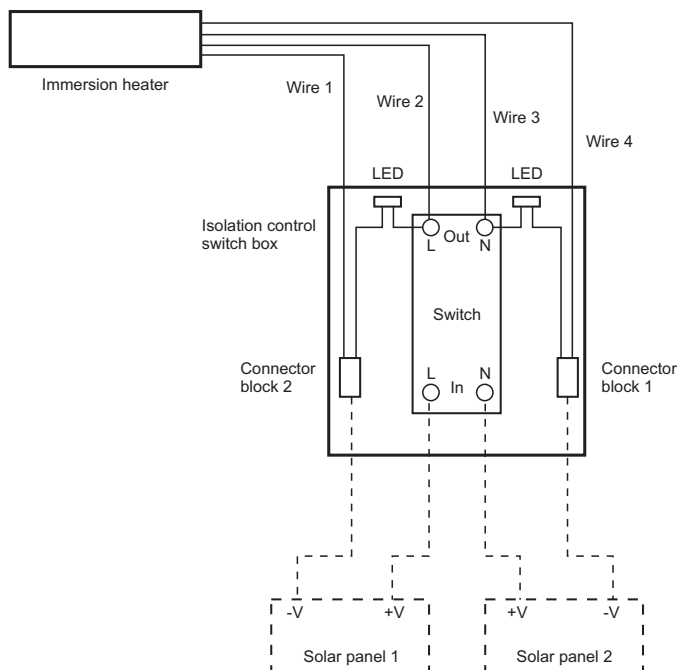 Immersion heater
Wire 1
Wire 2
Wire 3
Wire 4
LED
LED
Isolation control
switch box
Out
L
N
Switch
Connector
block 2
L
N
In
Connector
block 1
-V
+V
+V
-V
Solar panel 1
Solar panel 2